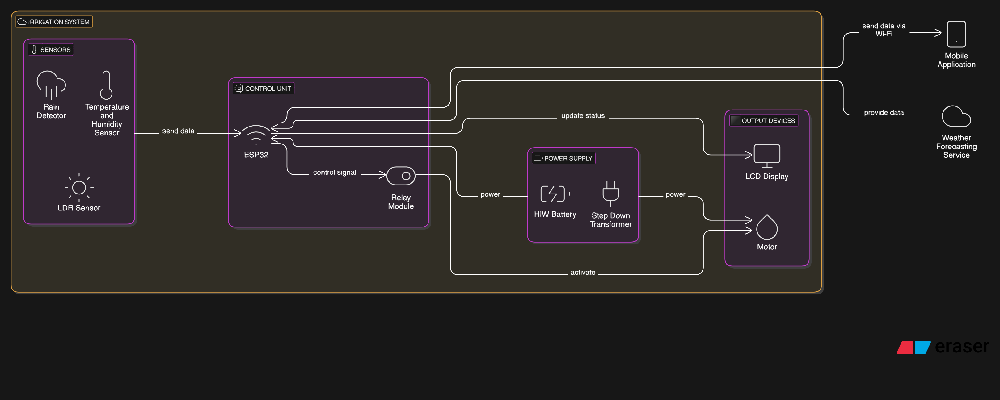 IRRIGATION SYSTEM
SENSORS
Rain
Detector
Temperature
and
Humidity
Sensor
LDR Sensor
send data
CONTROL UNIT
ESP32
control signal
Relay
Module
update status
power
POWER SUPPLY
HIW Battery
Step Down
Transformer
power
activate
OUTPUT DEVICES
LCD Display
Motor
send data via
Wi-Fi
Mobile
Application
provide data
Weather
Forecasting
Service
eraser